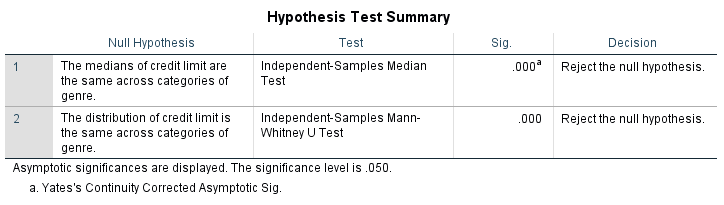 Hypothesis Test Summary
Null Hypothesis Test Sig. Decision
1 The medians of credit limit are the same across categories of genre. Independent-Samples Median Test .000a Reject the null hypothesis.
2 The distribution of credit limit is the same across categories of genre. Independent-Samples Mann-Whitney U Test .000 Reject the null hypothesis.
Asymptotic significances are displayed. The significance level is .050.
a. Yates's Continuity Corrected Asymptotic Sig.